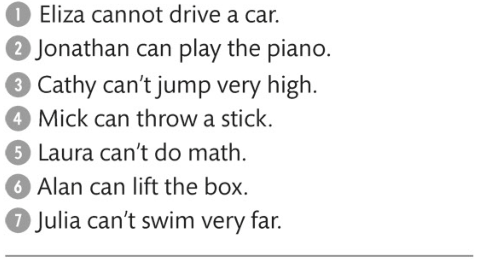 1 Eliza cannot drive a car.
2 Jonathan can play the piano.
3 Cathy can't jump very high.
4 Mick can throw a stick.
5 Laura can't do math.
6 Alan can lift the box.
7 Julia can't swim very far.